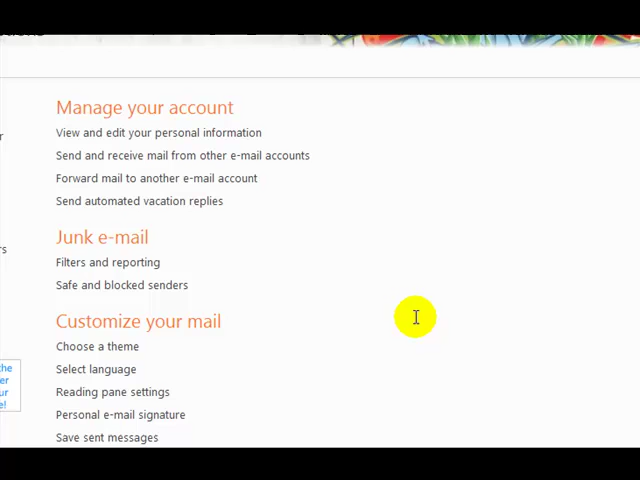 Manage your account
View and edit your personal information
Send and receive mail from other e-mail accounts
Forward mail to another e-mail account
Send automated vacation replies
Junk e-mail
Filters and reporting
Safe and blocked senders
Customize your mail
Choose a theme
Select language
Reading pane settings
Personal e-mail signature
Save sent messages
the